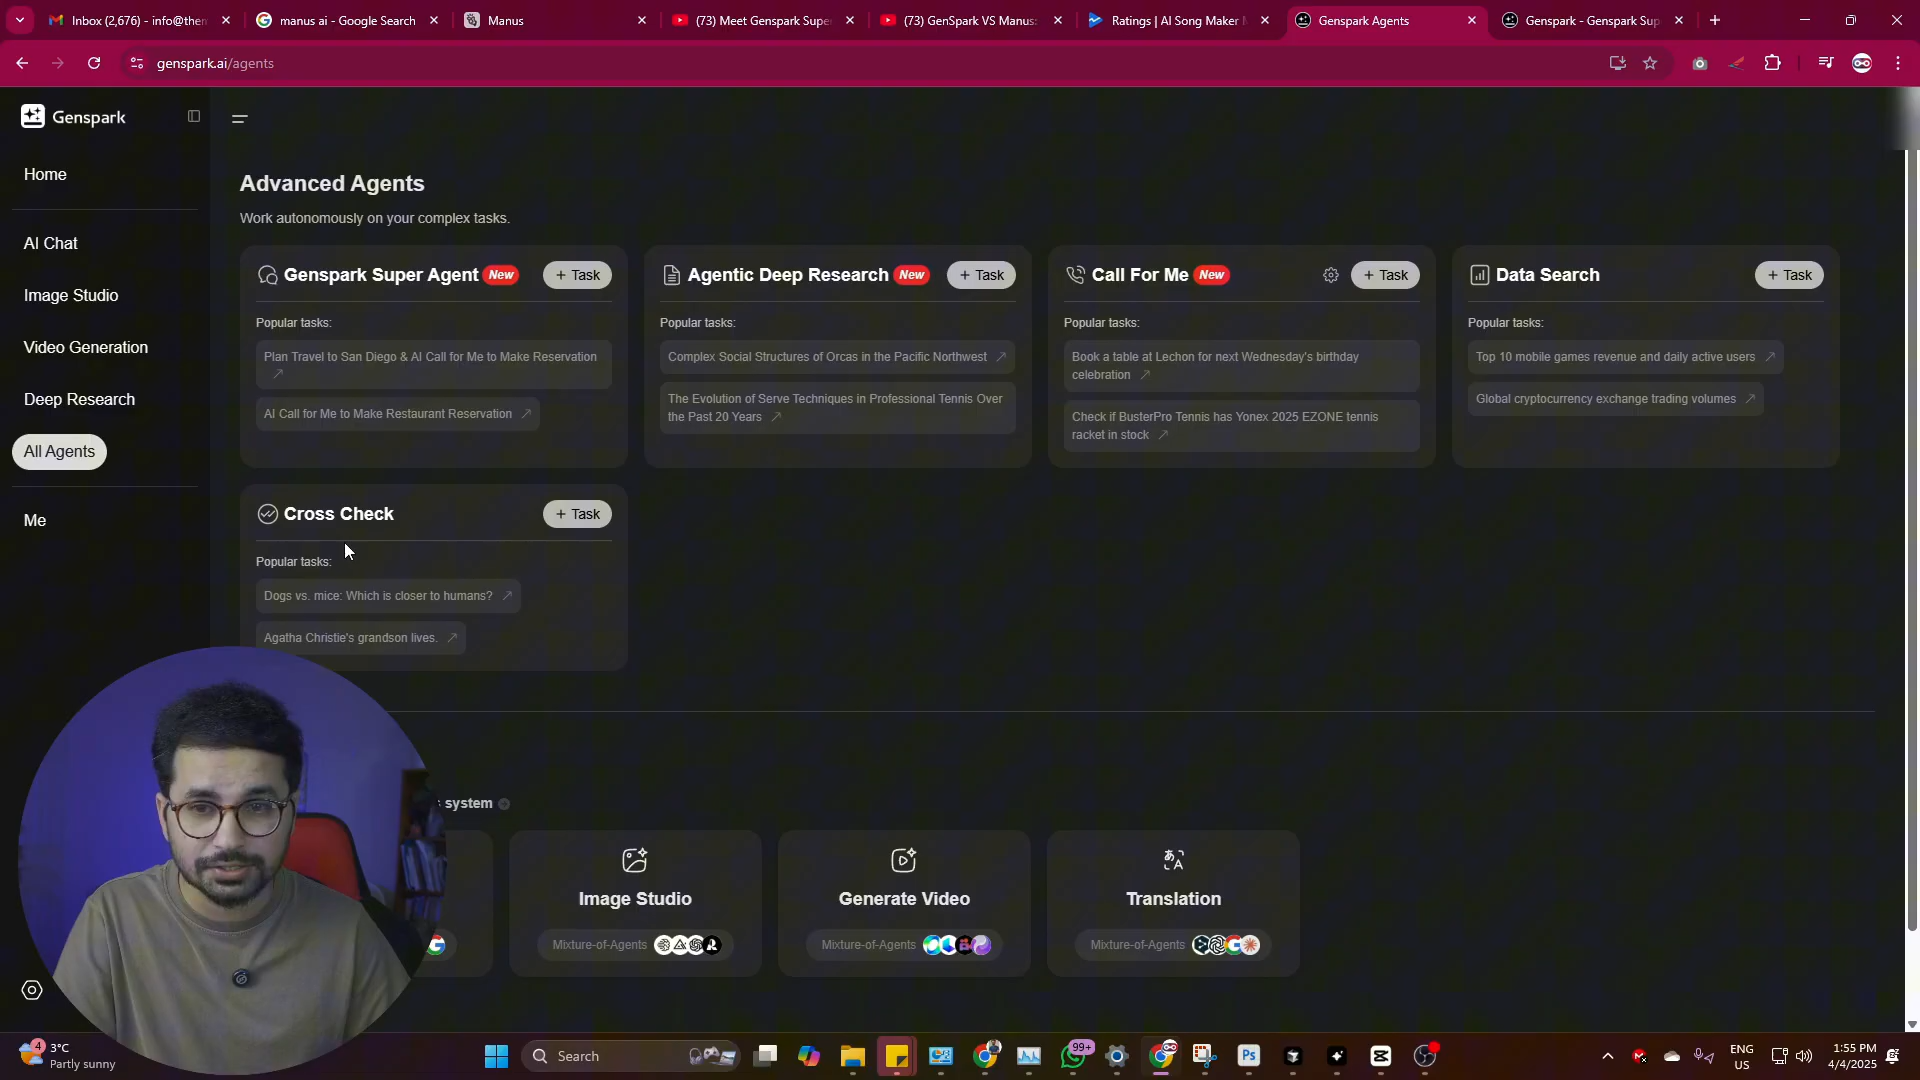 Inbox (2,676) - info@then
manus ai - Google Search
Manus
(73) Meet Genspark Super
(73) GenSpark VS Manus:
Ratings | AI Song Maker
Genspark Agents
Genspark - Genspark Sup
genspark.ai/agents
Genspark
Home
AI Chat
Image Studio
Video Generation
Deep Research
All Agents
Me
Advanced Agents
Work autonomously on your complex tasks.
Genspark Super Agent New + Task
Popular tasks:
Plan Travel to San Diego & AI Call for Me to Make Reservation
AI Call for Me to Make Restaurant Reservation
Agentic Deep Research New + Task
Popular tasks:
Complex Social Structures of Orcas in the Pacific Northwest
The Evolution of Serve Techniques in Professional Tennis Over
the Past 20 Years
Call For Me New + Task
Popular tasks:
Book a table at Lechon for next Wednesday's birthday
celebration
Check if BusterPro Tennis has Yonex 2025 EZONE tennis
racket in stock
Data Search + Task
Popular tasks:
Top 10 mobile games revenue and daily active users
Global cryptocurrency exchange trading volumes
Cross Check + Task
Popular tasks:
Dogs vs. mice: Which is closer to humans?
Agatha Christie's grandson lives.
system
Image Studio
Mixture-of-Agents
Generate Video
Mixture-of-Agents
Translation
Mixture-of-Agents
4
3°C
Partly sunny
Search
99+
Ps
ENG
US
1:55 PM
4/4/2025